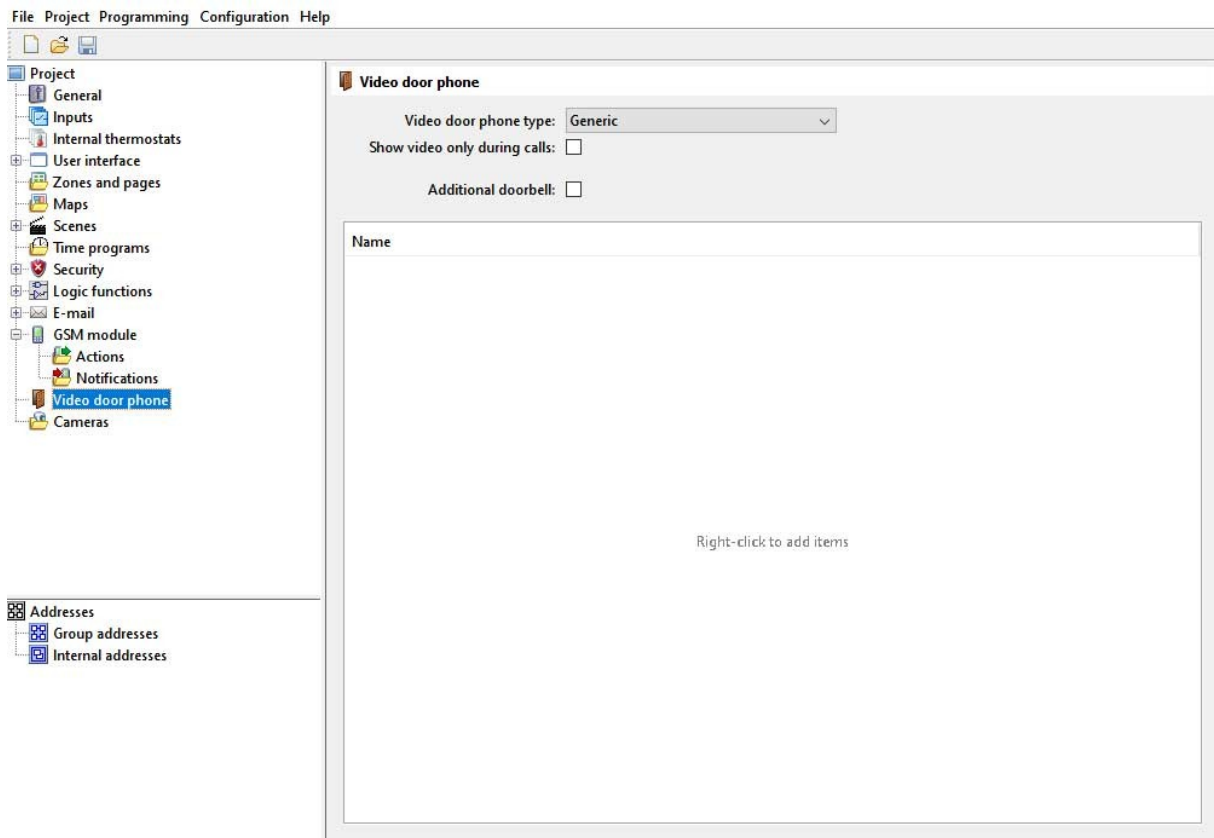 File Project Programming Configuration Help
Project
General
Inputs
Internal thermostats
User interface
Zones and pages
Maps
Scenes
Time programs
Security
Logic functions
E-mail
GSM module
Actions
Notifications
Video door phone
Cameras
Addresses
Group addresses
Internal addresses
Video door phone
Video door phone type: Generic
Show video only during calls:
Additional doorbell:
Name
Right-click to add items